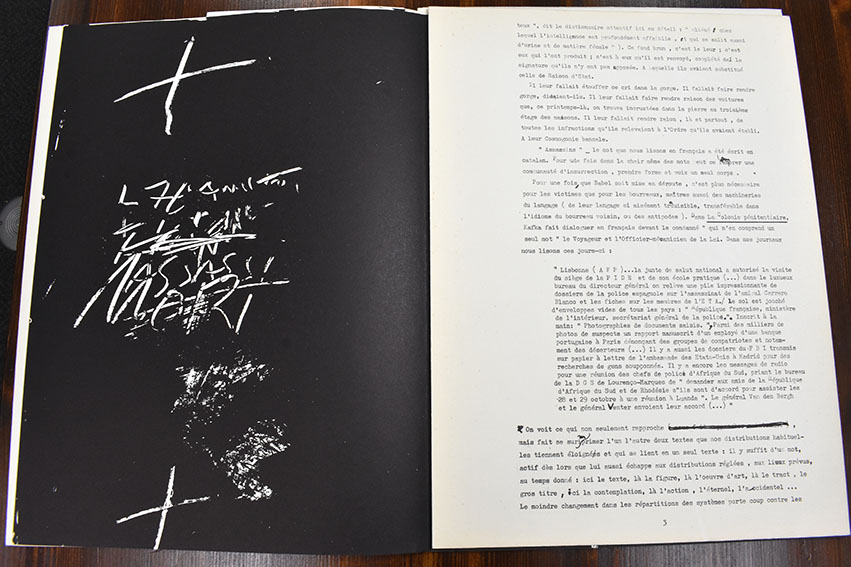 Assassins
teux ", dit le dictionnaire attentif ici au détail : " aliéné, chez
lequel l'intelligence est profondément affaiblie, et qui se salit aussi
d'urine et de matière fécale " ). Ce fond brun , c'est le leur ; c'est
eux qui l'ont produit ; c'est à eux qu'il est renvoyé, complété de la
signature qu'ils n'y ont pas apposée. A laquelle ils avaient substitué
celle de Raison d'Etat.
Il leur fallait étouffer ce cri dans la gorge. Il fallait faire rendre
gorge, disaient-ils. Il leur fallait faire rendre raison des voitures
que, ce printemps-là, on trouva incrustées dans la pierre au troisième
étage des maisons. Il leur fallait rendre raion , là et partout , de
toutes les infractions qu'ils relevaient à l'Ordre qu'ils avaient établi.
A leur Cosmogonie bancale.
" Assassins " _ le mot que nous lisons en français a été écrit en
catalan. Pour une fois dans la chair même des mots peut se former une
communauté d'insurrection , prendre forme et voix un seul corps .
Pour une fois que Babel soit mise en déroute , c'est plus nécessaire
pour les victimes que pour les bourreaux, maîtres aussi des machineries
du langage ( de leur langage si aisément traduisible, transférable dans
l'idiome du bourreau voisin, ou des antipodes ). Dans La Colonie pénitentiaire,
Kafka fait dialoguer en français devant le condamné " qui n'en comprend un
seul mot " le Voyageur et l'Officier-mécanicien de la Loi. Dans nos journaux
nous lisons ces jours-ci :
" Lisbonne ( A F P )...la junte de salut national a autorisé la visite
du siège de la P I D E et de son école pratique (...) dans le luxueux
bureau du directeur général on relève une pile impressionnante de
dossiers de la police espagnole sur l'assassinat de l'amiral Carrero
Blanco et les fiches sur les membres de l'E T A./ le sol est jonché
d'enveloppes vides de tous les pays : " République française, ministère
de l'intérieur. secrétariat général de la police.". Inscrit à la
main: " Photographies de documents saisis. " Parmi des milliers de
photos de suspects un rapport manuscrit d'un employé d'une banque
portugaise à Paris dénonçant des groupes de compatriotes et notem-
ment des déserteurs (...) Il y a aussi les dossiers du F B I transmis
sur papier à lettre de l'ambassade des Etats-Unis à Madrid pour des
recherches de gens soupçonnés. Il y a encore les messages de radio
pour une réunion des chefs de police d'Afrique du Sud, priant le bureau
de la D G S de Lourenço-Marques de " demander aux amis de la République
d'Afrique du Sud et de Rhodésie s'ils sont d'accord pour assister les
28 et 29 octobre à une réunion à Luanda ". Le général Van den Bergh
et le général Venter envoient leur accord (...) "
On voit ce qui non seulement rapproche ,
mais fait se surimprimer l'un l'autre deux textes que nos distributions habituel-
les tiennent éloignées et qui se lient en un seul texte : il suffit d'un mot,
actif dès lors que lui aussi échappe aux distributions réglées , aux lieux prévus,
au temps donné : ici le texte, là la figure, là l'oeuvre d'art, là le tract , le
gros titre , ici la contemplation, là l'action , l'éternel, l'accidentel ...
Le moindre changement dans les répartitions des systèmes porte coup contre les
3